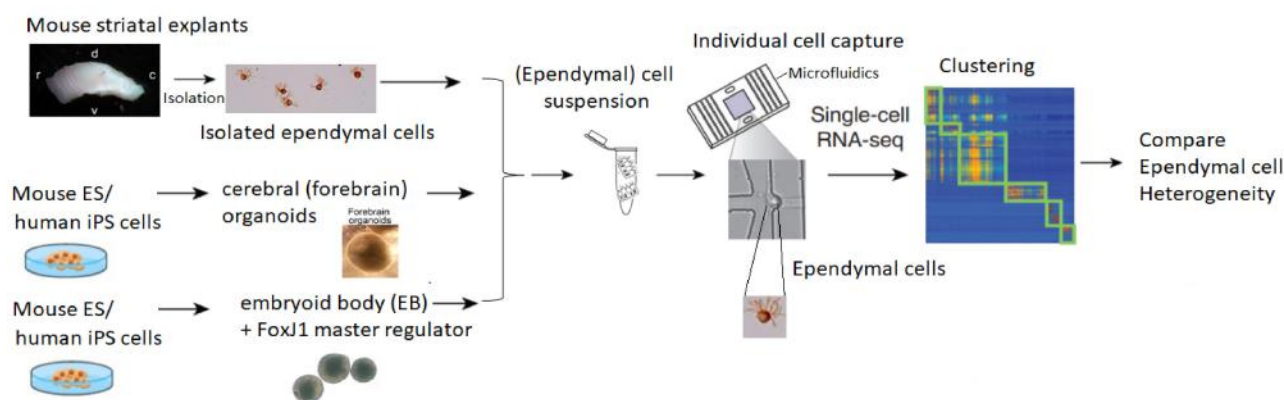 Mouse striatal explants
d
r
c
v
Isolation
Isolated ependymal cells
Mouse ES/
human iPS cells
cerebral (forebrain)
organoids
Forebrain
organoids
Mouse ES/
human iPS cells
embryoid body (EB)
+ FoxJ1 master regulator
(Ependymal) cell
suspension
Individual cell capture
Microfluidics
Single-cell
RNA-seq
Ependymal cells
Clustering
Compare
Ependymal cell
Heterogeneity